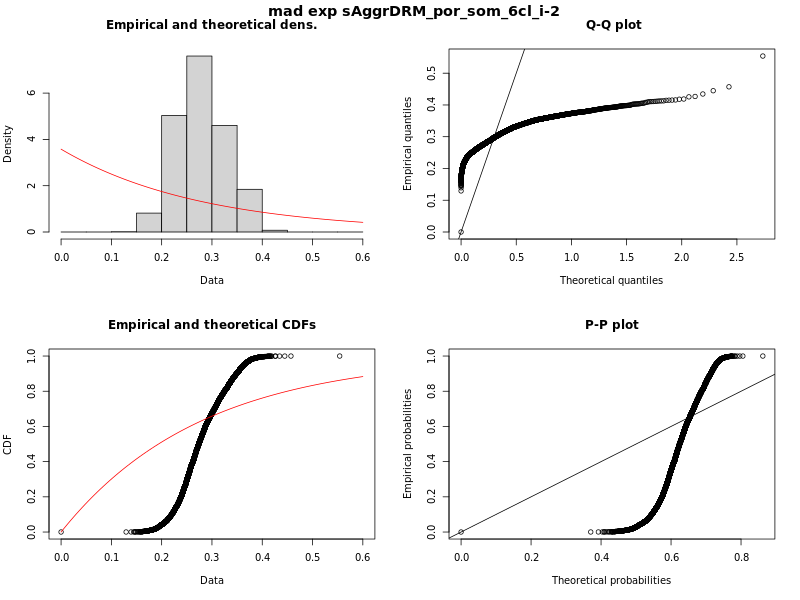 mad exp sAggrDRM_por_som_6cl_i-2
Empirical and theoretical dens.
Density
0 2 4 6
0.0 0.1 0.2 0.3 0.4 0.5 0.6
Data
Q-Q plot
Empirical quantiles
0.0 0.1 0.2 0.3 0.4 0.5
0.0 0.5 1.0 1.5 2.0 2.5
Theoretical quantiles
Empirical and theoretical CDFs
CDF
0.0 0.2 0.4 0.6 0.8 1.0
0.0 0.1 0.2 0.3 0.4 0.5 0.6
Data
P-P plot
Empirical probabilities
0.0 0.2 0.4 0.6 0.8 1.0
0.0 0.2 0.4 0.6 0.8
Theoretical probabilities